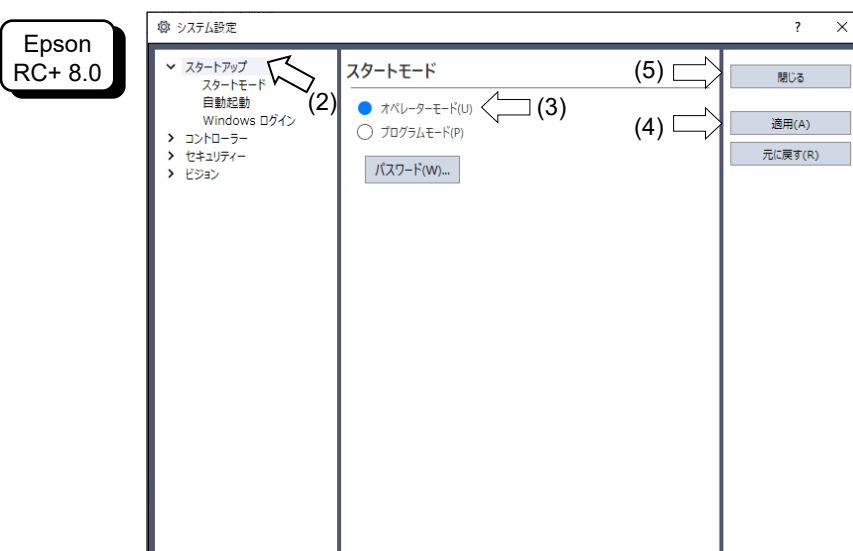 Epson
RC+ 8.0
システム設定
?
スタートアップ
スタートモード
自動起動
Windows ログイン
コントローラー
セキュリティー
ビジョン
(2)
スタートモード
オペレーターモード(U)
(3)
プログラムモード(P)
パスワード(W)...
(5)
閉じる
(4)
適用(A)
元に戻す(R)